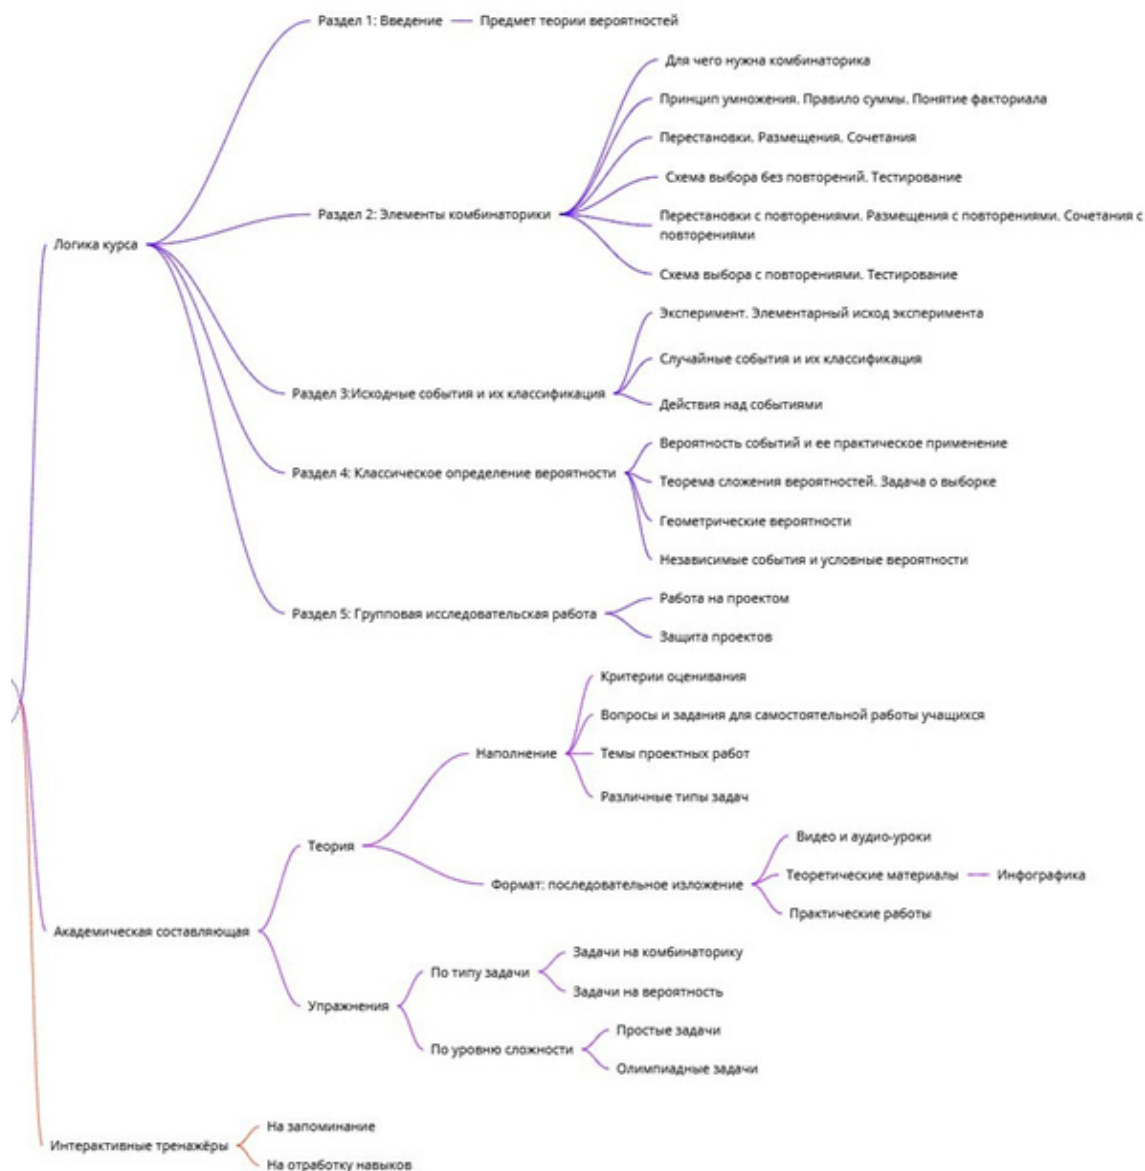 Раздел 1: Введение
Предмет теории вероятностей
Для чего нужна комбинаторика
Принцип умножения. Правило суммы. Понятие факториала
Перестановки. Размещения. Сочетания
Схема выбора без повторений. Тестирование
Раздел 2: Элементы комбинаторики
Перестановки с повторениями. Размещения с повторениями. Сочетания с
повторениями
Логика курса
Схема выбора с повторениями. Тестирование
Эксперимент. Элементарный исход эксперимента
Случайные события и их классификация
Раздел 3:Исходные события и их классификация
Действия над событиями
Вероятность событий и ее практическое применение
Раздел 4: Классическое определение вероятности
Теорема сложения вероятностей. Задача о выборке
Геометрические вероятности
Независимые события и условные вероятности
Работа на проектом
Раздел 5: Групповая исследовательская работа
Защита проектов
Критерии оценивания
Вопросы и задания для самостоятельной работы учащихся
Наполнение
Темы проектных работ
Различные типы задач
Теория
Видео и аудио-уроки
Формат: последовательное изложение
Теоретические материалы
Инфографика
Практические работы
Академическая составляющая
Задачи на комбинаторику
По типу задачи
Задачи на вероятность
Упражнения
Простые задачи
По уровню сложности
Олимпиадные задачи
На запоминание
Интерактивные тренажёры
На отработку навыков